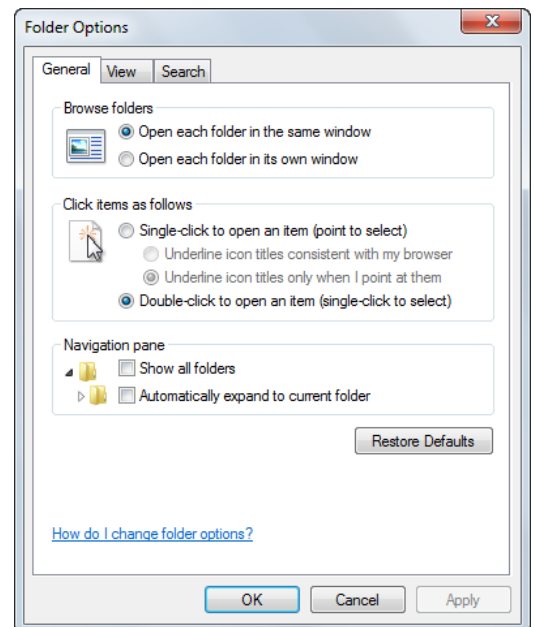 Folder Options
General View Search
Browse folders
Open each folder in the same window
Open each folder in its own window
Click items as follows
Single-click to open an item (point to select)
Underline icon titles consistent with my browser
Underline icon titles only when I point at them
Double-click to open an item (single-click to select)
Navigation pane
Show all folders
Automatically expand to current folder
Restore Defaults
How do I change folder options?
OK Cancel Apply